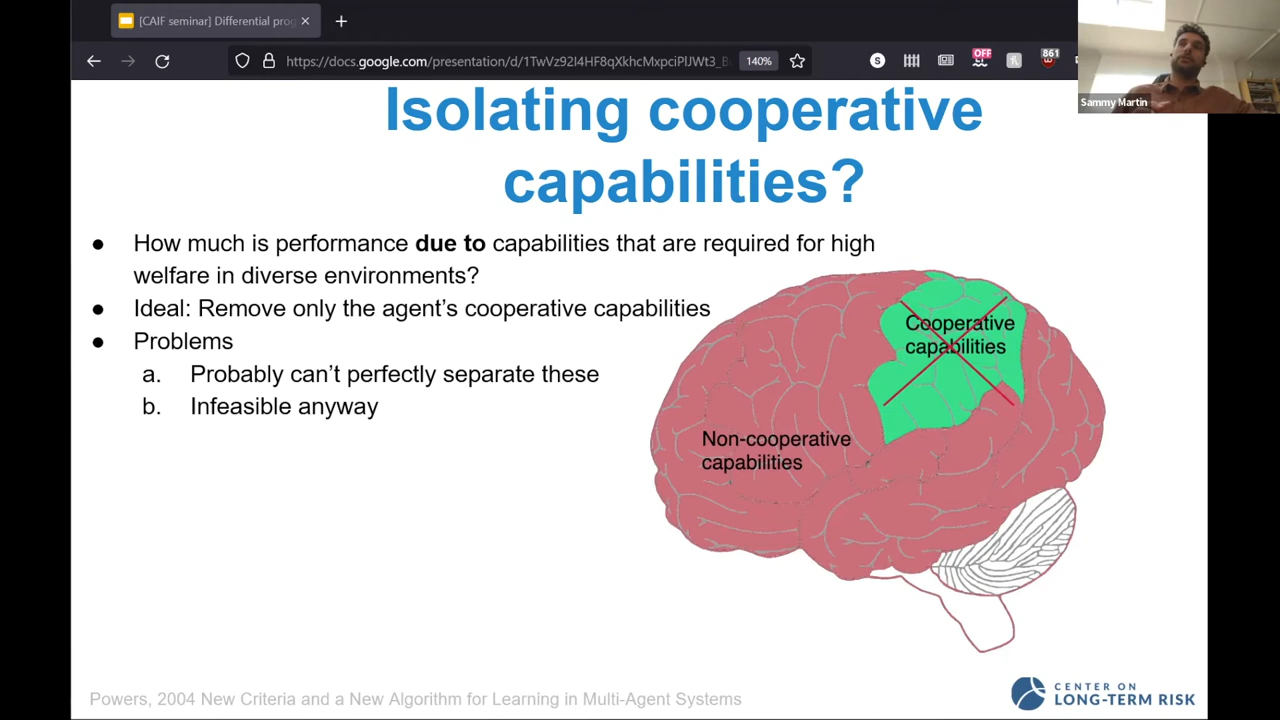 [CAIF seminar] Differential prog
https://docs.google.com/presentation/d/1TwVz92I4HF8qXkhcMxpciPlJWt3_B
140%
S
OFF
861
Sammy Martin
Isolating cooperative
capabilities?
● How much is performance due to capabilities that are required for high
welfare in diverse environments?
● Ideal: Remove only the agent's cooperative capabilities
● Problems
a. Probably can't perfectly separate these
b. Infeasible anyway
Cooperative
capabilities
Non-cooperative
capabilities
Powers, 2004 New Criteria and a New Algorithm for Learning in Multi-Agent Systems
CENTER ON
LONG-TERM RISK